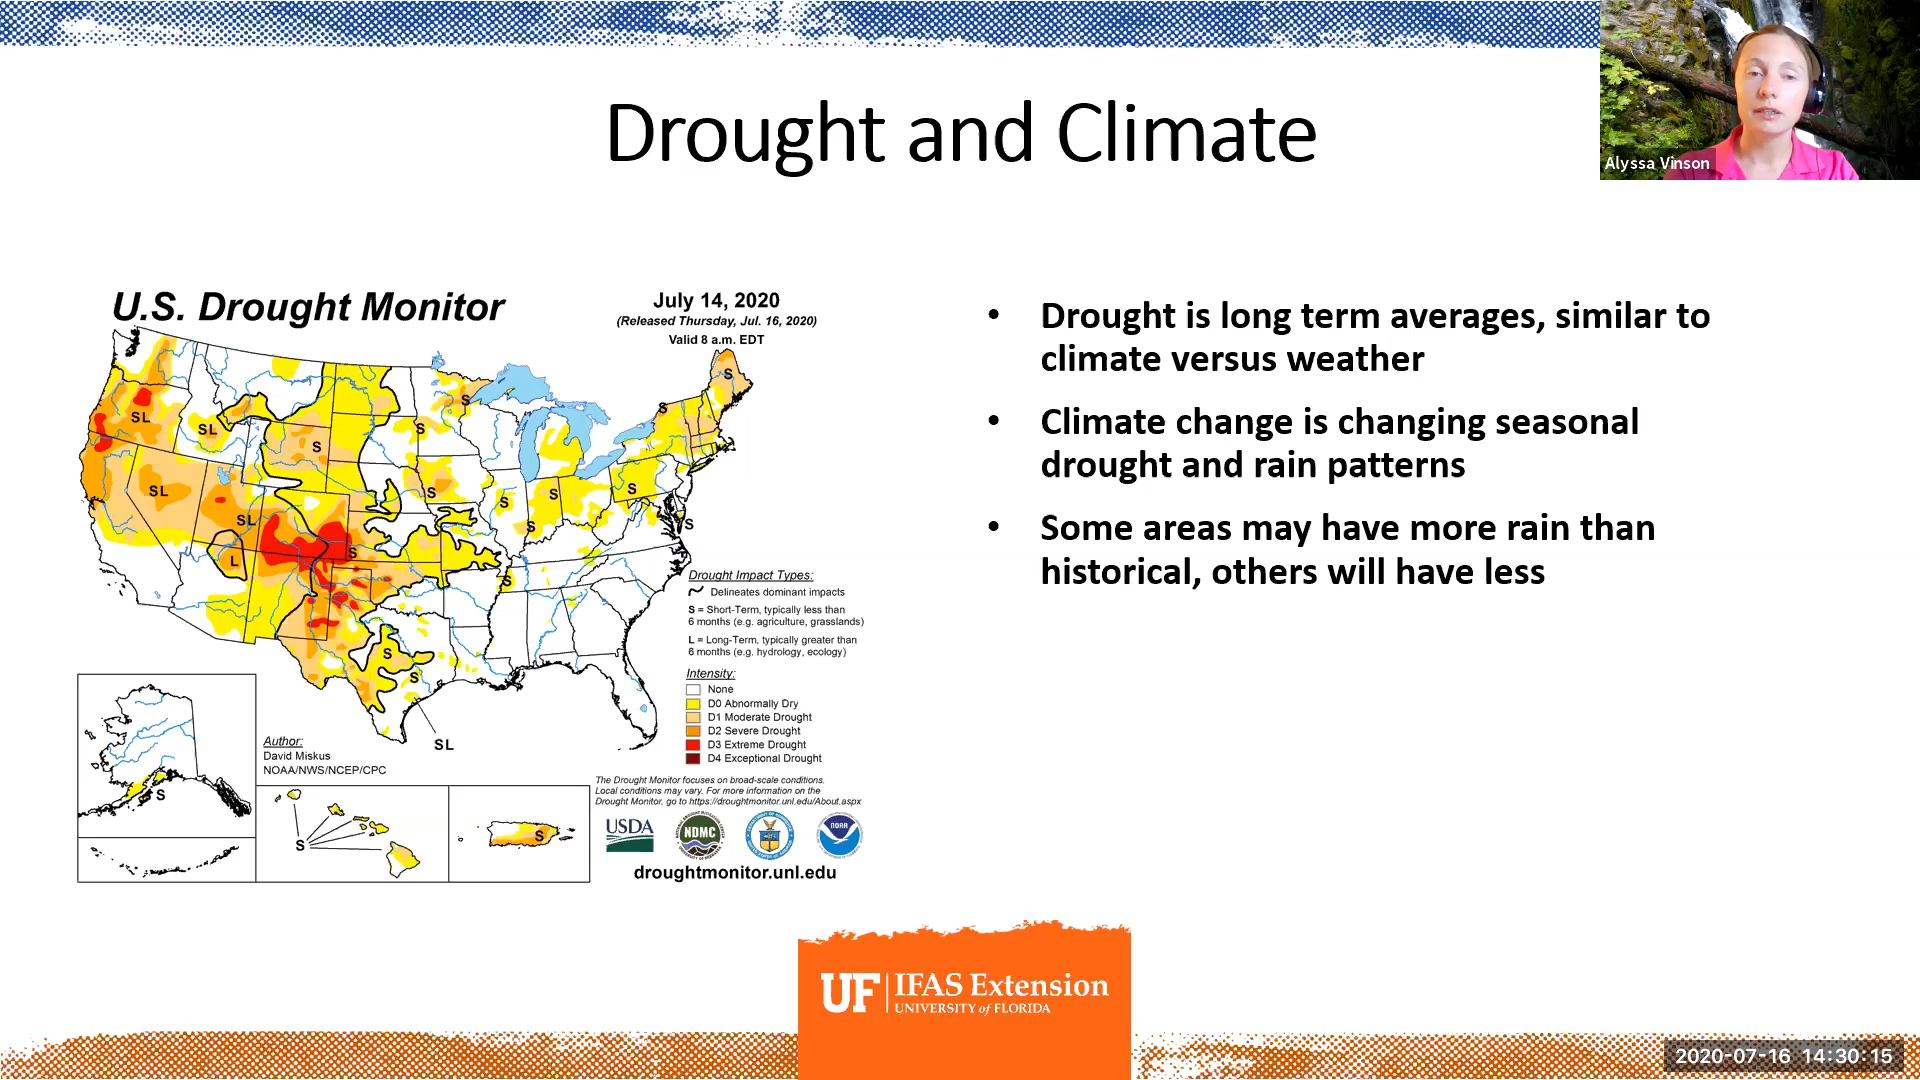 Alyssa Vinson
Drought and Climate
U.S. Drought Monitor
July 14, 2020
(Released Thursday, Jul. 16, 2020)
Valid 8 a.m. EDT
S
S
S
SL
SL
S
S
SL
S
S
S
S
S
SL
S
S
L
S
S
S
SL
S
S
S
Drought Impact Types:
Delineates dominant impacts
S = Short-Term, typically less than
6 months (e.g. agriculture, grasslands)
L = Long-Term, typically greater than
6 months (e.g. hydrology, ecology)
Intensity:
None
D0 Abnormally Dry
D1 Moderate Drought
D2 Severe Drought
D3 Extreme Drought
D4 Exceptional Drought
Author:
David Miskus
NOAA/NWS/NCEP/CPC
The Drought Monitor focuses on broad-scale conditions.
Local conditions may vary. For more information on the
Drought Monitor, go to https://droughtmonitor.unl.edu/About.aspx
USDA
NDMC
NOAA
droughtmonitor.unl.edu
• Drought is long term averages, similar to
climate versus weather
• Climate change is changing seasonal
drought and rain patterns
• Some areas may have more rain than
historical, others will have less
UF IFAS Extension
UNIVERSITY of FLORIDA
2020-07-16 14:30:15